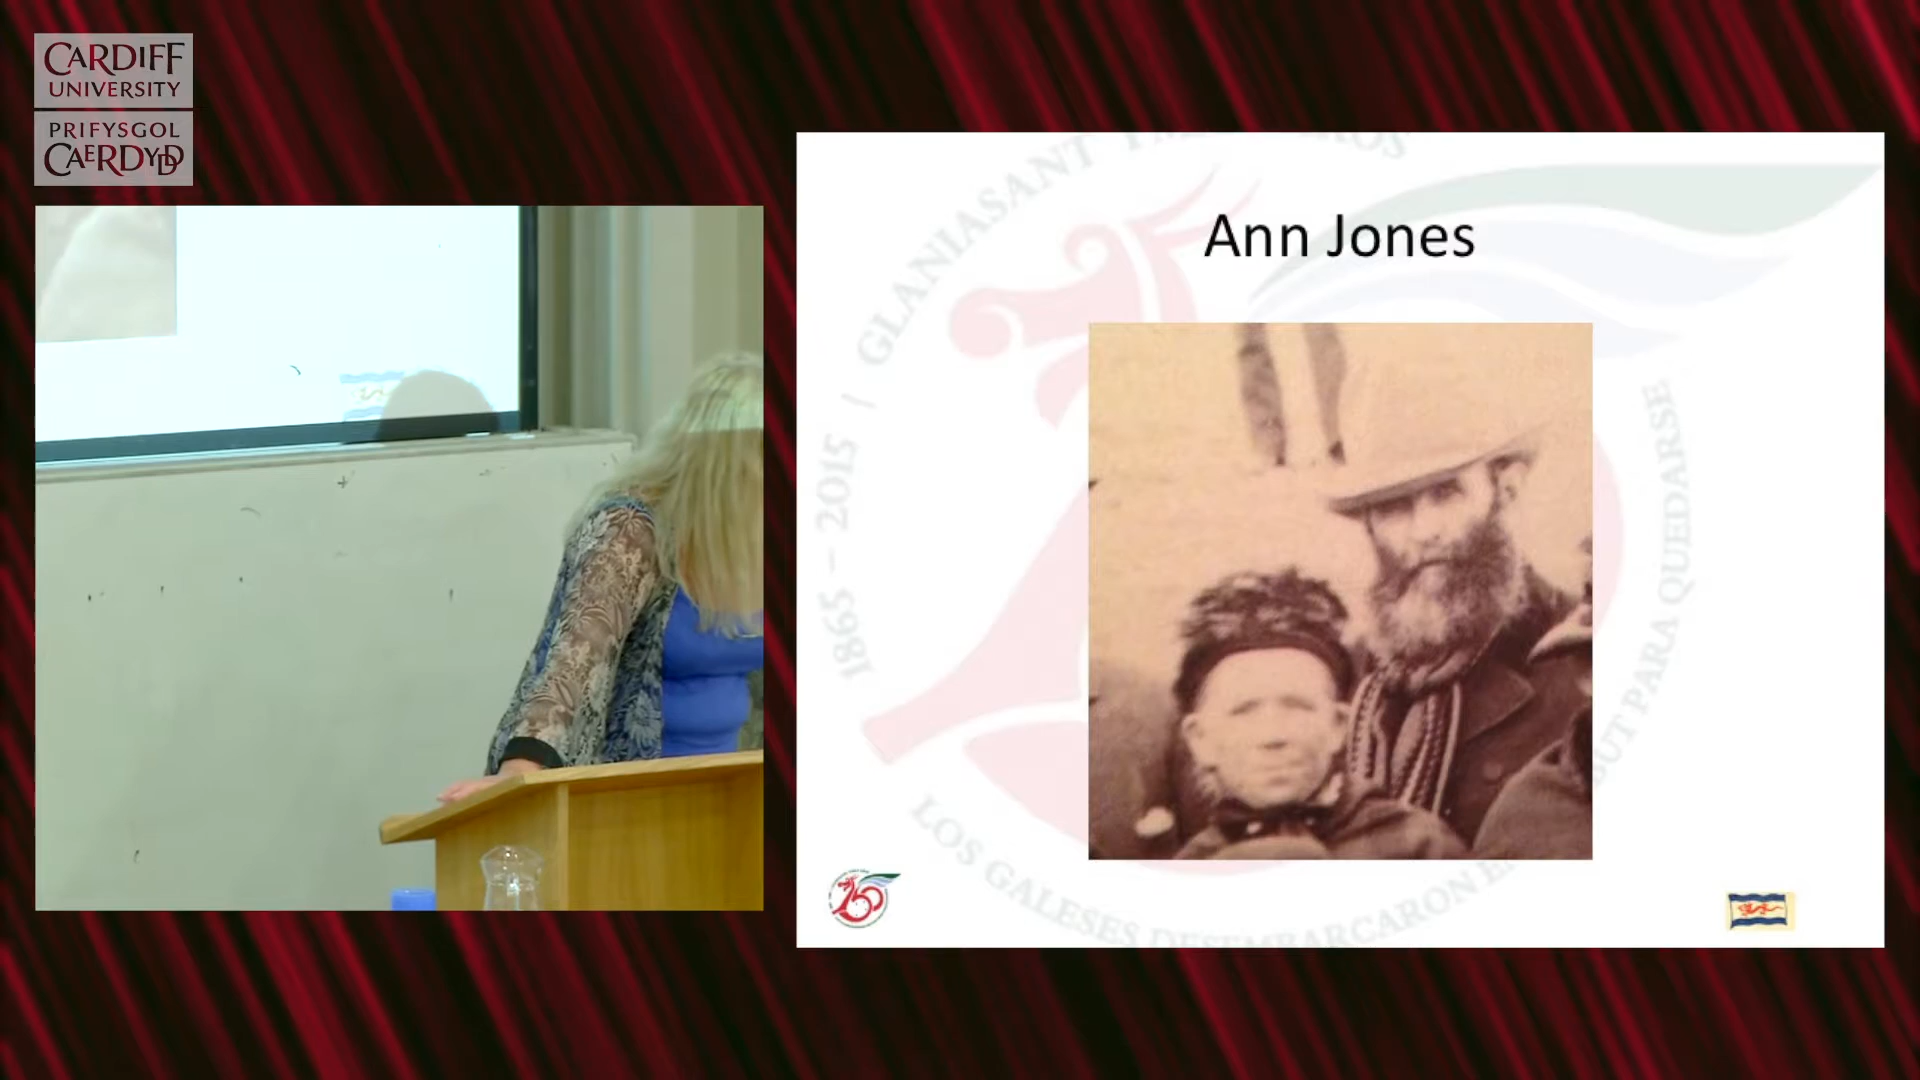 CARDIFF
UNIVERSITY
PRIFYSGOL
CAERDYDD
Ann Jones
1865 – 2015 | GLANIASANT
LOS GALESES DESEMBARCARON
PARA QUEDARSE